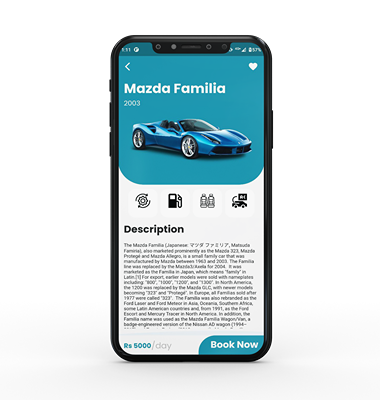 1:11
57%
Mazda Familia
2003
Description
The Mazda Familia (Japanese: マツダ ファミリア, Matsuda
Famiria), also marketed prominently as the Mazda 323, Mazda
Protegé and Mazda Allegro, is a small family car that was
manufactured by Mazda between 1963 and 2003. The Familia
line was replaced by the Mazda3/Axela for 2004. It was
marketed as the Familia in Japan, which means "family" in
Latin.[1] For export, earlier models were sold with nameplates
including: "800", "1000", "1200", and "1300". In North America,
the 1200 was replaced by the Mazda GLC, with newer models
becoming "323" and "Protegé". In Europe, all Familias sold after
1977 were called "323". The Familia was also rebranded as the
Ford Laser and Ford Meteor in Asia, Oceania, Southern Africa,
some Latin American countries and, from 1991, as the Ford
Escort and Mercury Tracer in North America. In addition, the
Familia name was used as the Mazda Familia Wagon/Van, a
badge-engineered version of the Nissan AD wagon (1994–
Rs 5000/day
Book Now